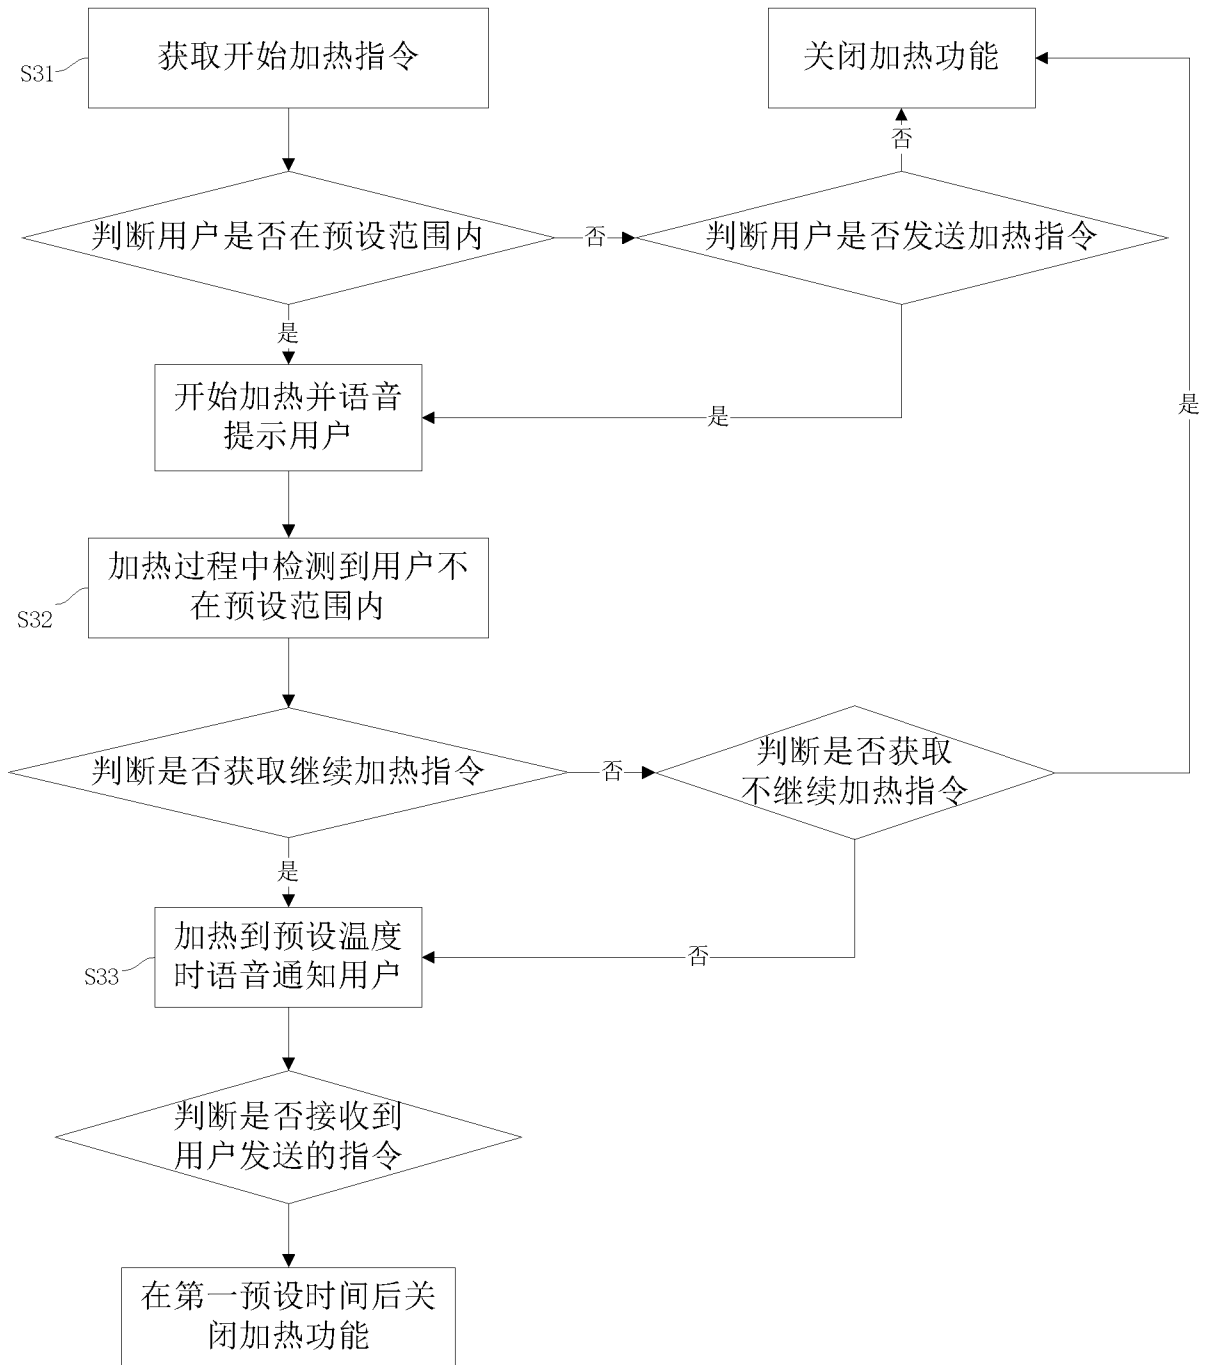 S31
获取开始加热指令
关闭加热功能
否
判断用户是否在预设范围内
否
判断用户是否发送加热指令
是
开始加热并语音
提示用户
是
是
加热过程中检测到用户不
在预设范围内
S32
判断是否获取继续加热指令
否
判断是否获取
不继续加热指令
是
加热到预设温度
时语音通知用户
S33
否
判断是否接收到
用户发送的指令
在第一预设时间后关
闭加热功能